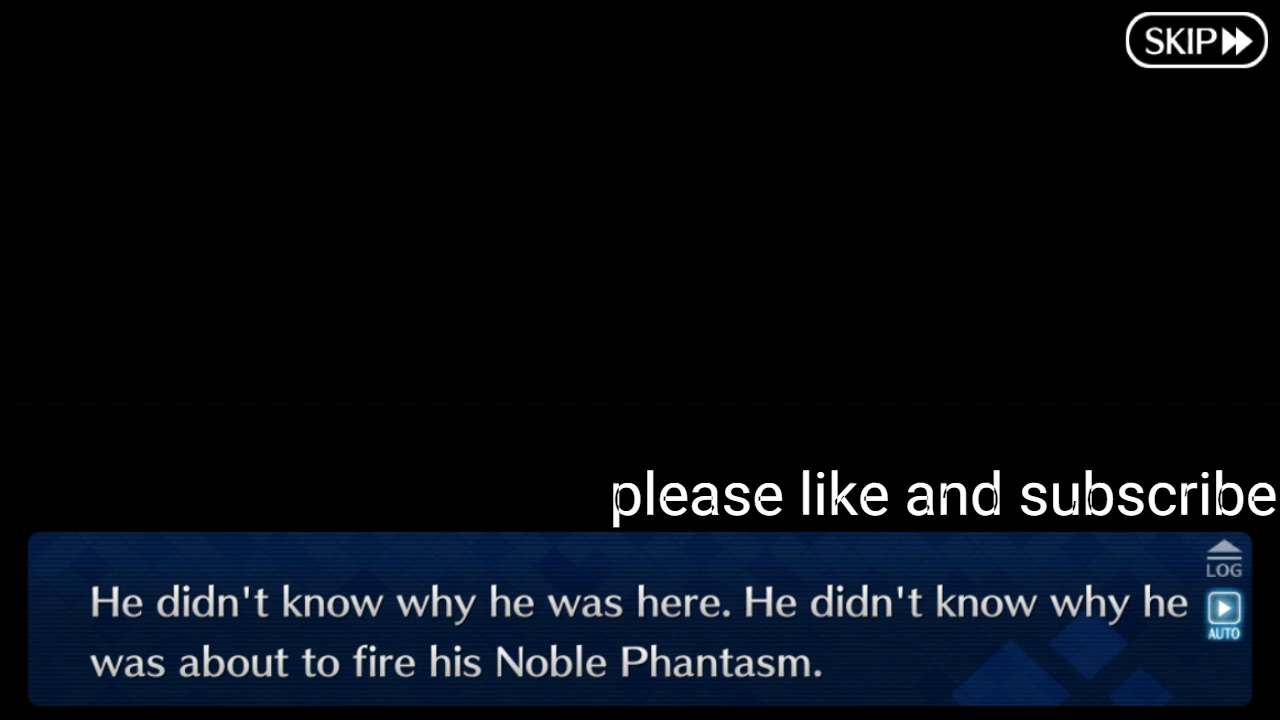 SKIP
please like and subscribe
LOG
He didn't know why he was here. He didn't know why he
AUTO
was about to fire his Noble Phantasm.